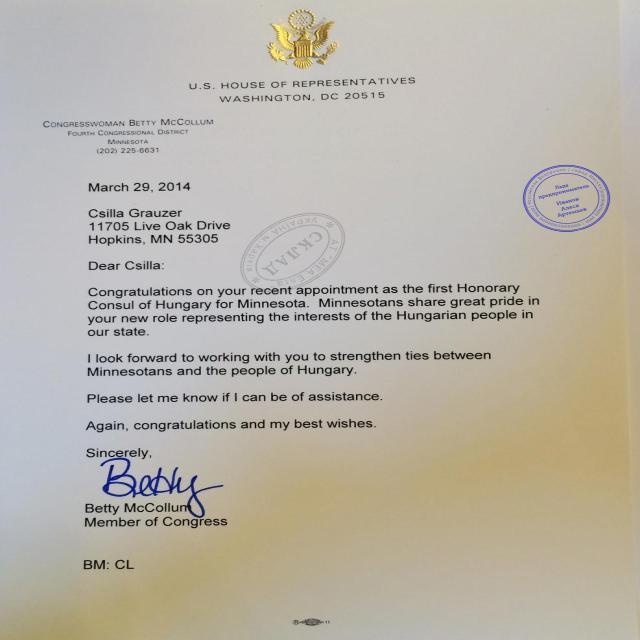 U.S. HOUSE OF REPRESENTATIVES
WASHINGTON, DC 20515
CONGRESSWOMAN BETTY MCCOLLUM
FOURTH CONGRESSIONAL DISTRICT
MINNESOTA
(202) 225-6631
March 29, 2014
Csilla Grauzer
11705 Live Oak Drive
Hopkins, MN 55305
Dear Csilla:
Congratulations on your recent appointment as the first Honorary
Consul of Hungary for Minnesota. Minnesotans share great pride in
your new role representing the interests of the Hungarian people in
our state.
I look forward to working with you to strengthen ties between
Minnesotans and the people of Hungary.
Please let me know if I can be of assistance.
Again, congratulations and my best wishes.
Sincerely,
Betty
Betty McCollum
Member of Congress
BM: CL
СКЛАД
УКРАЇНА
предприниматель
Иванов
Алеся
Артемьев